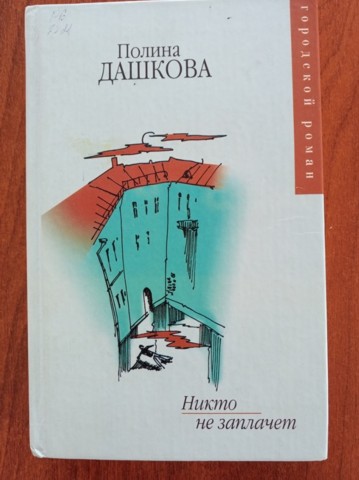 Полина
ДАШКОВА
городской роман
Никто
не заплачет